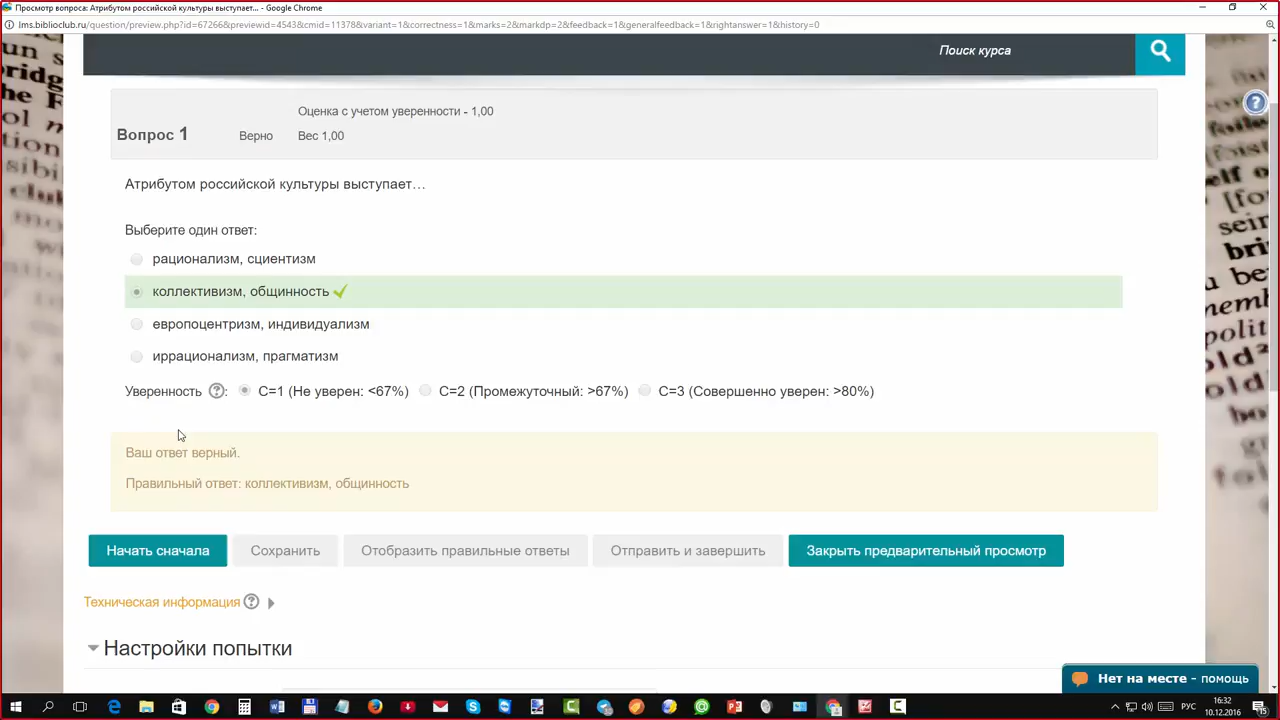 Просмотр вопроса: Атрибутом российской культуры выступает... - Google Chrome
lms.biblioclub.ru/question/preview.php?id=67266&previewid=4543&cmid=11378&variant=1&correctness=1&marks=2&markdp=2&feedback=1&generalfeedback=1&rightanswer=1&history=0
Поиск курса
Вопрос 1
Верно
Оценка с учетом уверенности - 1,00
Вес 1,00
Атрибутом российской культуры выступает…
Выберите один ответ:
рационализм, сциентизм
коллективизм, общинность
европоцентризм, индивидуализм
иррационализм, прагматизм
Уверенность ?: C=1 (Не уверен: <67%) C=2 (Промежуточный: >67%) C=3 (Совершенно уверен: >80%)
Ваш ответ верный.
Правильный ответ: коллективизм, общинность
Начать сначала Сохранить Отобразить правильные ответы Отправить и завершить Закрыть предварительный просмотр
Техническая информация ?
Настройки попытки
Нет на месте - помощь
РУС
16:32
10.12.2016